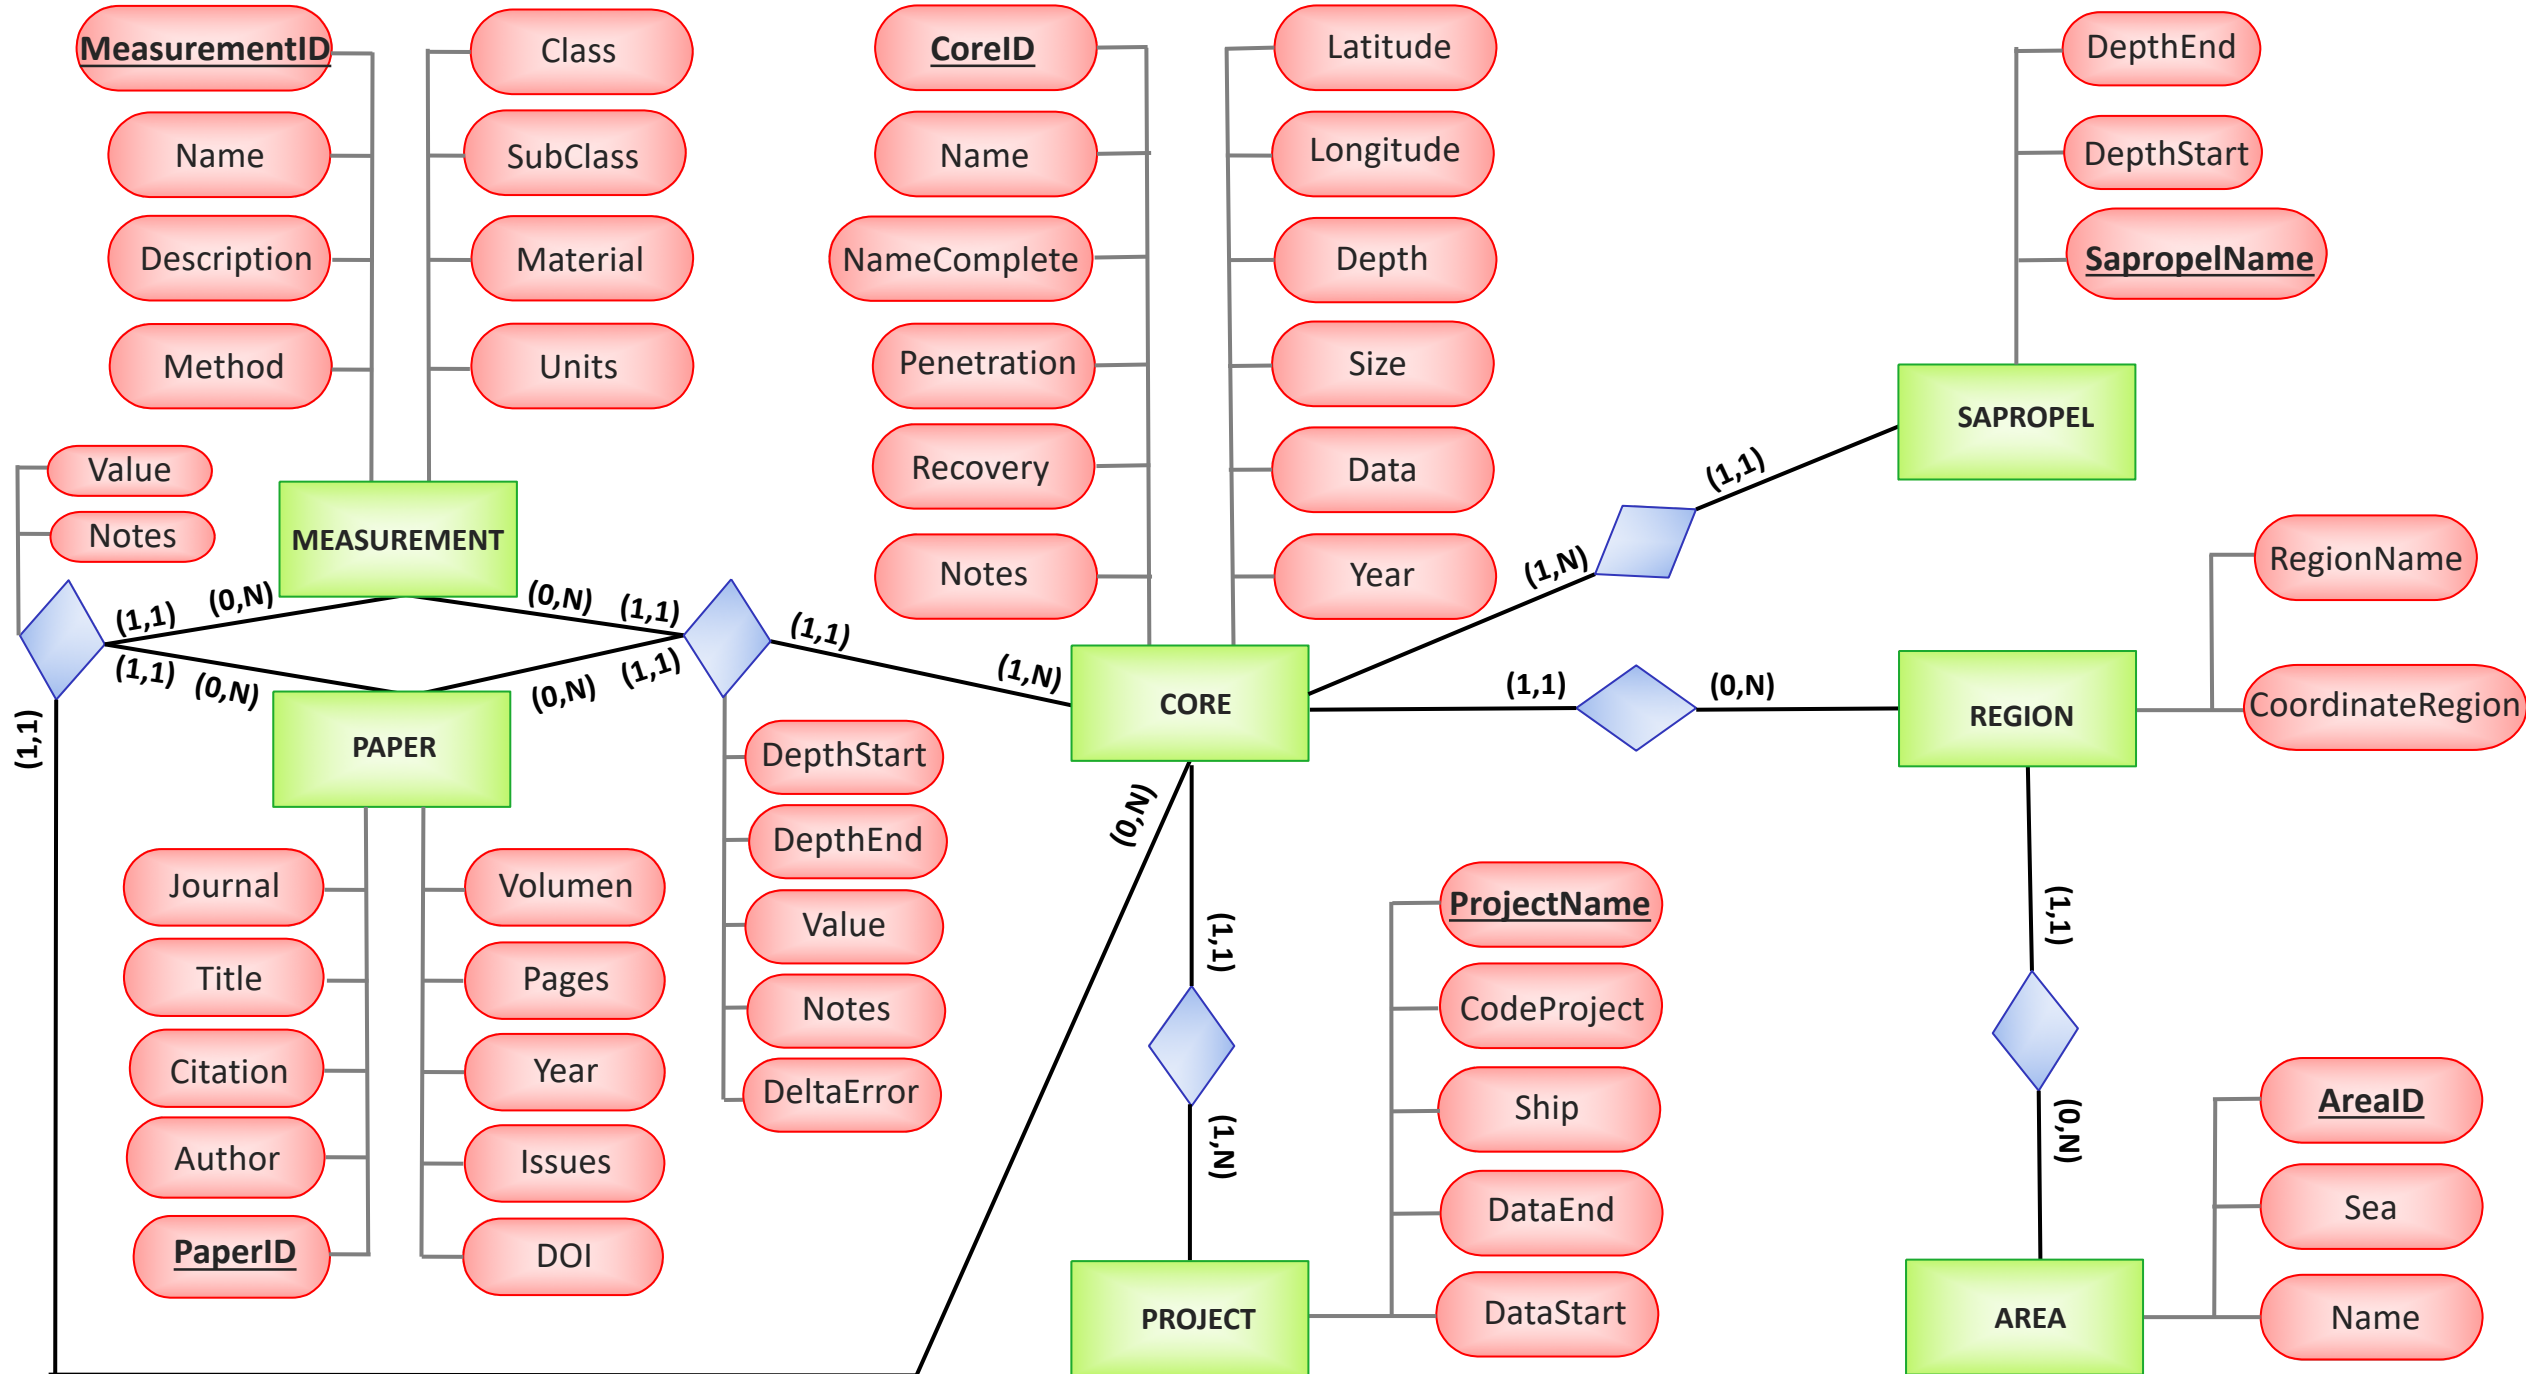 MeasurementID
Name
Description
Method
Class
SubClass
Material
Units
Value
Notes
MEASUREMENT
(1,1)
(0,N)
(0,N)
(1,1)
(1,1)
(0,N)
(0,N)
(1,1)
(1,1)
PAPER
Journal
Title
Citation
Author
PaperID
Volumen
Pages
Year
Issues
DOI
(1,1)
(1,N)
DepthStart
DepthEnd
Value
Notes
DeltaError
CoreID
Name
NameComplete
Penetration
Recovery
Notes
Latitude
Longitude
Depth
Size
Data
Year
CORE
(0,N)
(1,N)
(1,1)
DepthEnd
DepthStart
SapropelName
SAPROPEL
(1,1)
(0,N)
REGION
RegionName
CoordinateRegion
(1,1)
(1,N)
PROJECT
ProjectName
CodeProject
Ship
DataEnd
DataStart
(1,1)
(0,N)
AREA
AreaID
Sea
Name